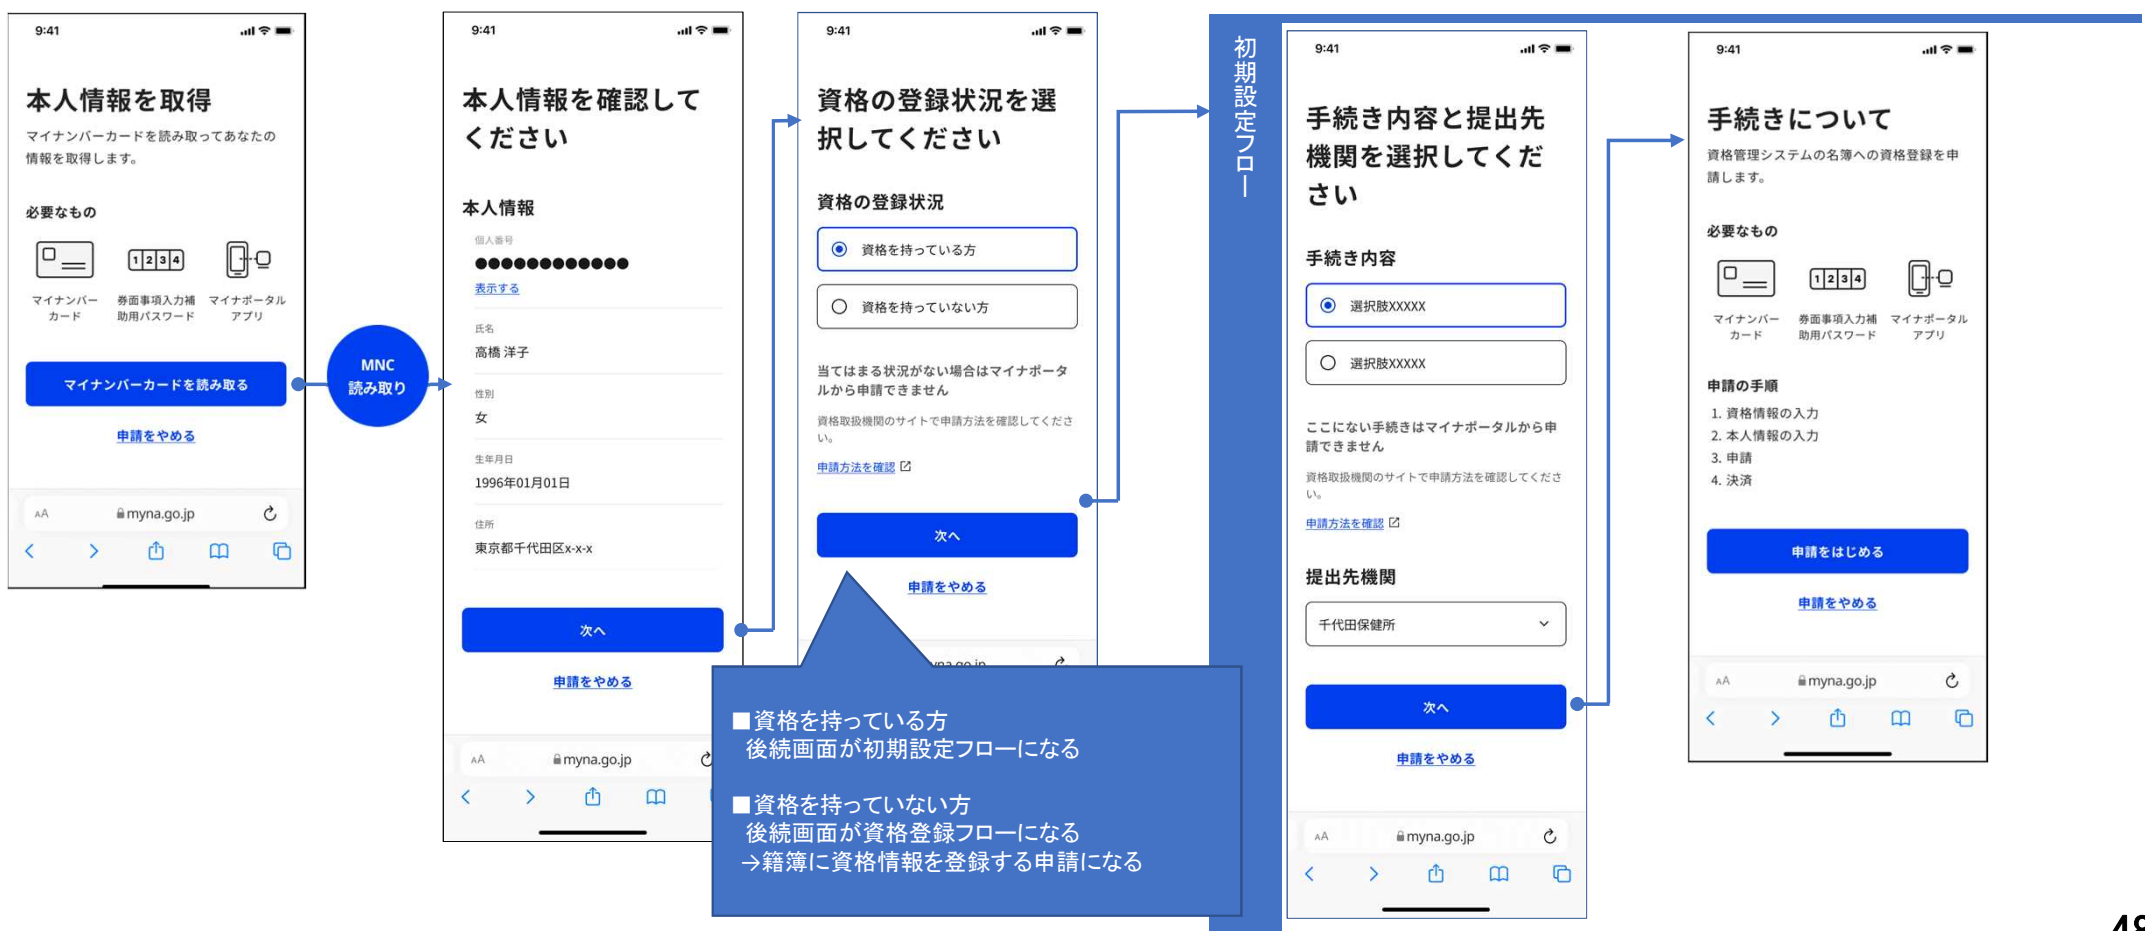 9:41
本人情報を取得
マイナンバーカードを読み取ってあなたの
情報を取得します。
必要なもの
1 2 3 4
マイナンバー
カード
券面事項入力補
助用パスワード
マイナポータル
アプリ
マイナンバーカードを読み取る
申請をやめる
AA
myna.go.jp
MNC
読み取り
9:41
本人情報を確認して
ください
本人情報
個人番号
●●●●●●●●●●●●
表示する
氏名
高橋 洋子
性別
女
生年月日
1996年01月01日
住所
東京都千代田区x-x-x
次へ
申請をやめる
AA
myna.go.jp
9:41
資格の登録状況を選
択してください
資格の登録状況
資格を持っている方
資格を持っていない方
当てはまる状況がない場合はマイナポータ
ルから申請できません
資格取扱機関のサイトで申請方法を確認してくださ
い。
申請方法を確認
次へ
申請をやめる
■資格を持っている方
後続画面が初期設定フローになる
■資格を持っていない方
後続画面が資格登録フローになる
→籍簿に資格情報を登録する申請になる
初期設定フロー
9:41
手続き内容と提出先
機関を選択してくだ
さい
手続き内容
選択肢XXXXX
選択肢XXXXX
ここにない手続きはマイナポータルから申
請できません
資格取扱機関のサイトで申請方法を確認してくださ
い。
申請方法を確認
提出先機関
千代田保健所
次へ
申請をやめる
AA
myna.go.jp
9:41
手続きについて
資格管理システムの名簿への資格登録を申
請します。
必要なもの
1 2 3 4
マイナンバー
カード
券面事項入力補
助用パスワード
マイナポータル
アプリ
申請の手順
1. 資格情報の入力
2. 本人情報の入力
3. 申請
4. 決済
申請をはじめる
申請をやめる
AA
myna.go.jp